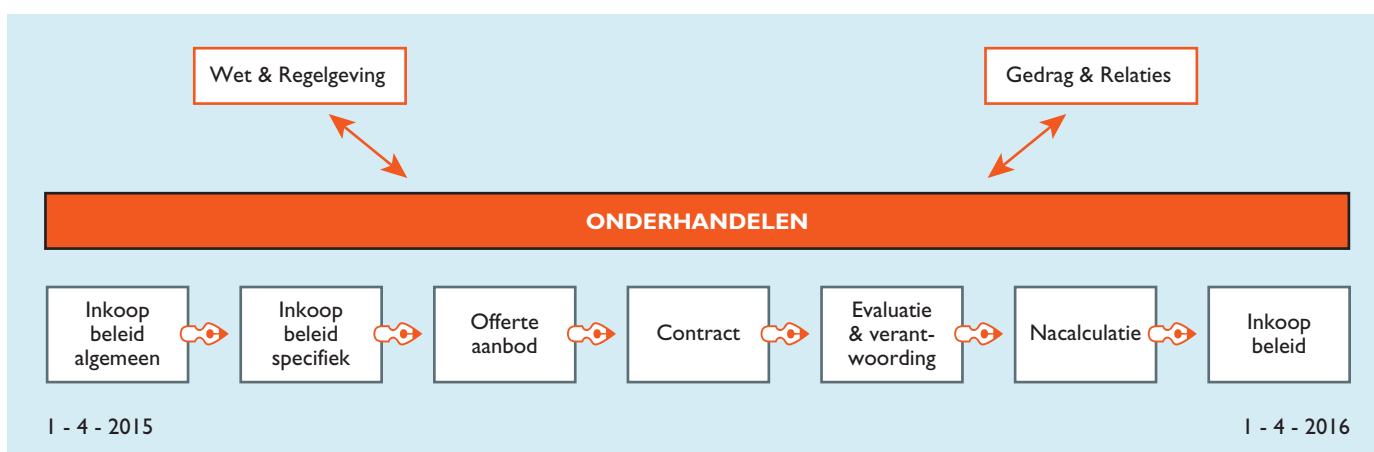 Wet & Regelgeving
Gedrag & Relaties
ONDERHANDELEN
Inkoop
beleid
algemeen
Inkoop
beleid
specifiek
Offerte
aanbod
Contract
Evaluatie
& verant-
woording
Nacalculatie
Inkoop
beleid
1 - 4 - 2015
1 - 4 - 2016